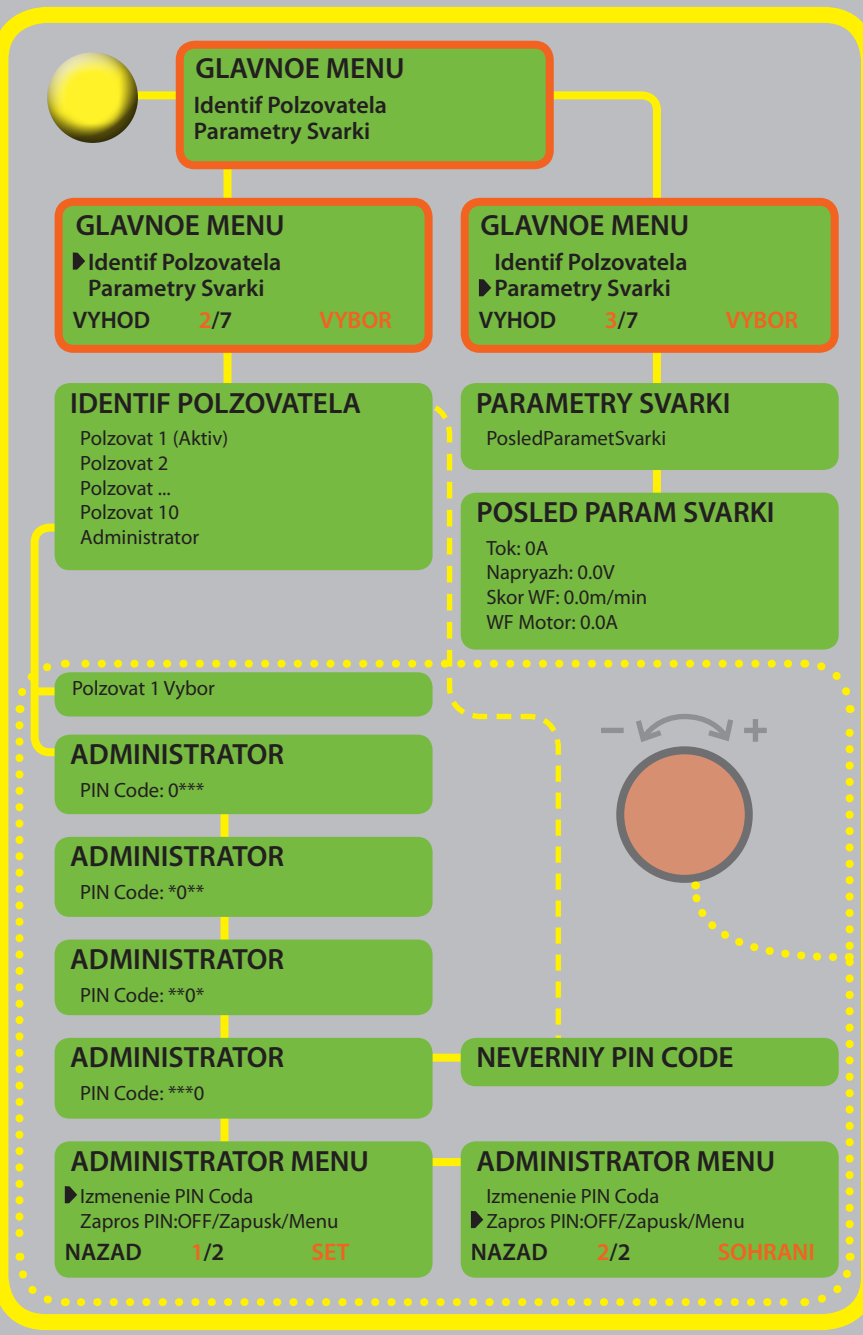 GLAVNOE MENU
Identif Polzovatela
Parametry Svarki
GLAVNOE MENU
Identif Polzovatela
Parametry Svarki
VYHOD 2/7 VYBOR
GLAVNOE MENU
Identif Polzovatela
Parametry Svarki
VYHOD 3/7 VYBOR
IDENTIF POLZOVATELA
Polzovat 1 (Aktiv)
Polzovat 2
Polzovat ...
Polzovat 10
Administrator
PARAMETRY SVARKI
PosledParametSvarki
POSLED PARAM SVARKI
Tok: 0A
Napryazh: 0.0V
Skor WF: 0.0m/min
WF Motor: 0.0A
Polzovat 1 Vybor
ADMINISTRATOR
PIN Code: 0***
ADMINISTRATOR
PIN Code: *0**
ADMINISTRATOR
PIN Code: **0*
ADMINISTRATOR
PIN Code: ***0
NEVERNIY PIN CODE
ADMINISTRATOR MENU
Izmenenie PIN Coda
Zapros PIN:OFF/Zapusk/Menu
NAZAD 1/2 SET
ADMINISTRATOR MENU
Izmenenie PIN Coda
Zapros PIN:OFF/Zapusk/Menu
NAZAD 2/2 SOHRANI
− +